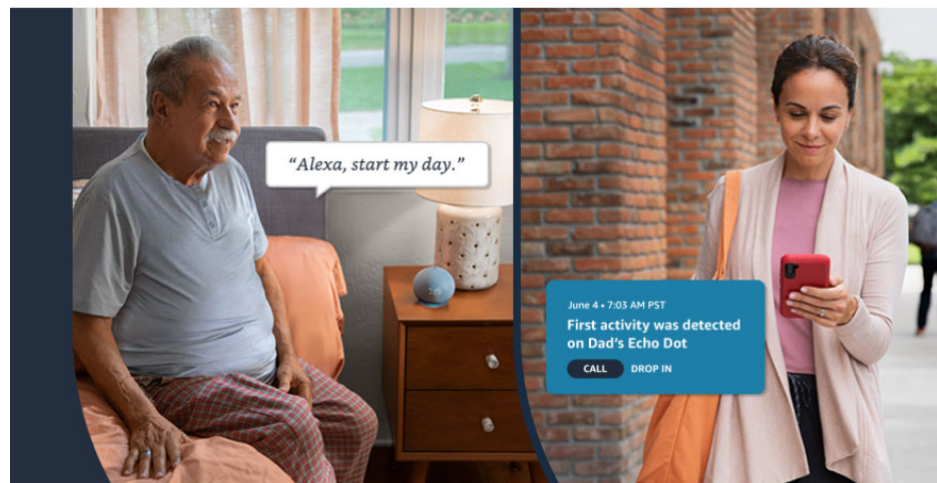 “Alexa, start my day.”
June 4 • 7:03 AM PST
First activity was detected
on Dad’s Echo Dot
CALL DROP IN